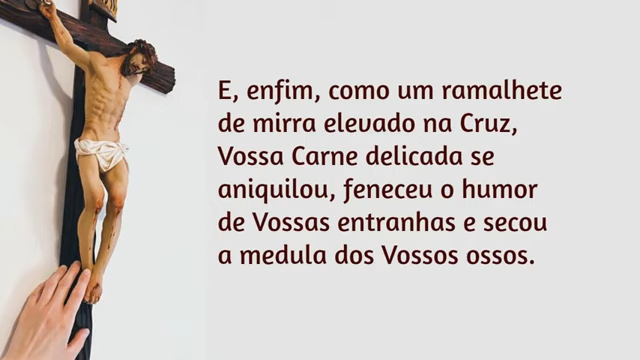 E, enfim, como um ramalhete
de mirra elevado na Cruz,
Vossa Carne delicada se
aniquilou, feneceu o humor
de Vossas entranhas e secou
a medula dos Vossos ossos.